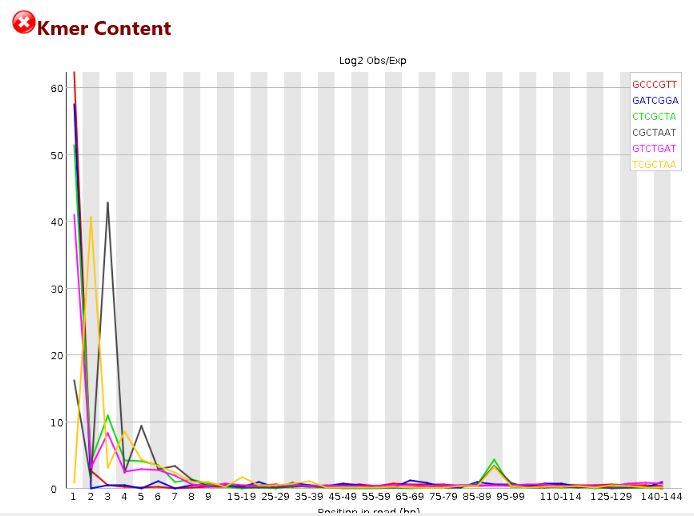 Kmer Content
Log2 Obs/Exp
60
50
40
30
20
10
0
GCCCGTT
GATCGGA
CTCGCTA
CGCTAAT
GTCTGAT
TCGCTAA
1 2 3 4 5 6 7 8 9 15-19 25-29 35-39 45-49 55-59 65-69 75-79 85-89 95-99 110-114 125-129 140-144
Position in read (bp)